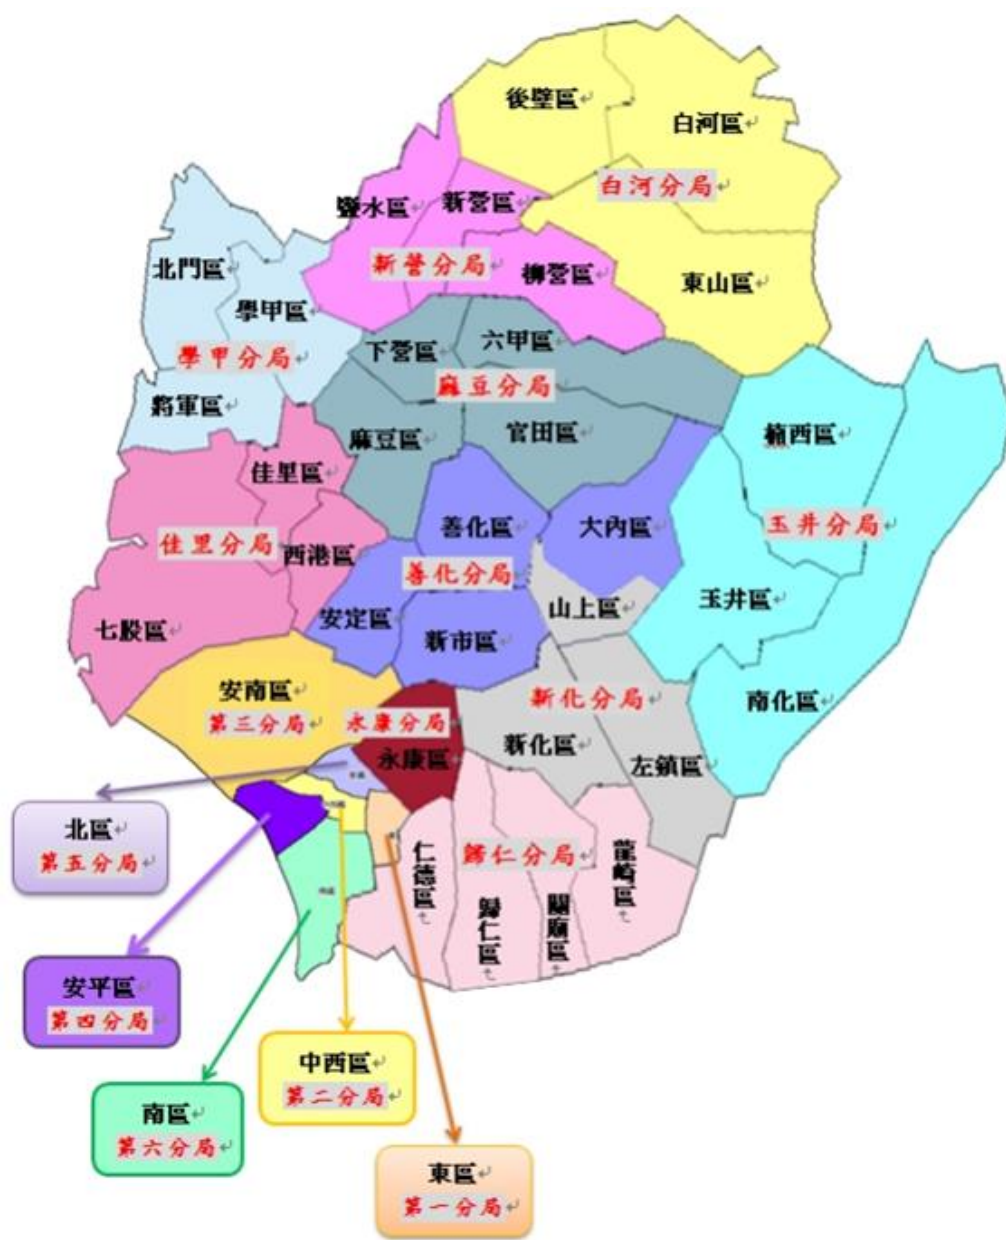 後壁區
白河區
白河分局
鹽水區
新營區
新營分局
柳營區
東山區
北門區
學甲區
學甲分局
將軍區
下營區
六甲區
麻豆分局
麻豆區
官田區
楠西區
佳里區
佳里分局
西港區
七股區
善化區
大內區
善化分局
安定區
新市區
山上區
玉井分局
玉井區
南化區
安南區
第三分局
永康分局
永康區
新化分局
新化區
左鎮區
歸仁分局
仁德區
歸仁區
關廟區
龍崎區
北區
第五分局
安平區
第四分局
中西區
第二分局
南區
第六分局
東區
第一分局